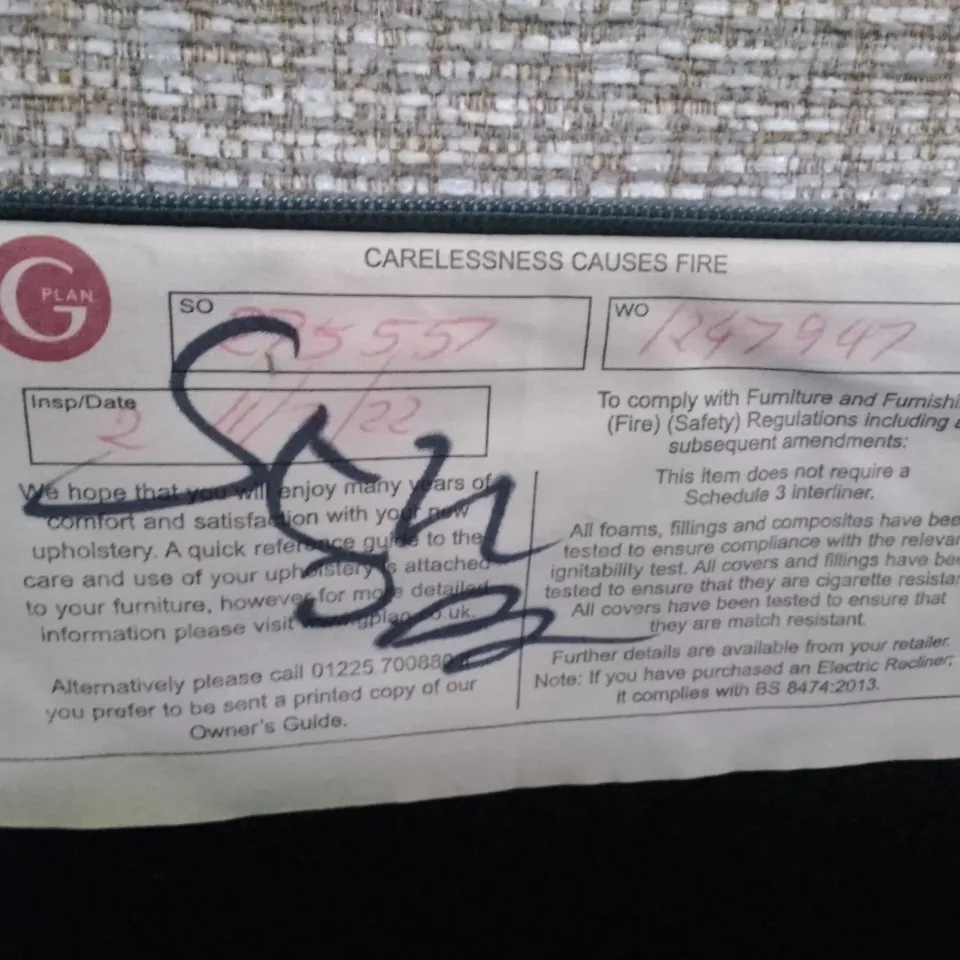 CARELESSNESS CAUSES FIRE
G PLAN
SO
WO 1247947
Insp/Date 2 11/ /22
To comply with Furniture and Furnishi
(Fire) (Safety) Regulations including a
subsequent amendments:
This item does not require a
Schedule 3 interliner.
We hope that you will enjoy many years of
comfort and satisfaction with your new
upholstery. A quick reference guide to the
care and use of your upholstery is attached
to your furniture, however for more detailed
information please visit www.gplan.co.uk.
Alternatively please call 01225 700880
you prefer to be sent a printed copy of our
Owner's Guide.
All foams, fillings and composites have bee
tested to ensure compliance with the relevan
ignitability test. All covers and fillings have be
tested to ensure that they are cigarette resista
All covers have been tested to ensure that
they are match resistant.
Further details are available from your retailer.
Note: If you have purchased an Electric Recliner,
it complies with BS 8474:2013.